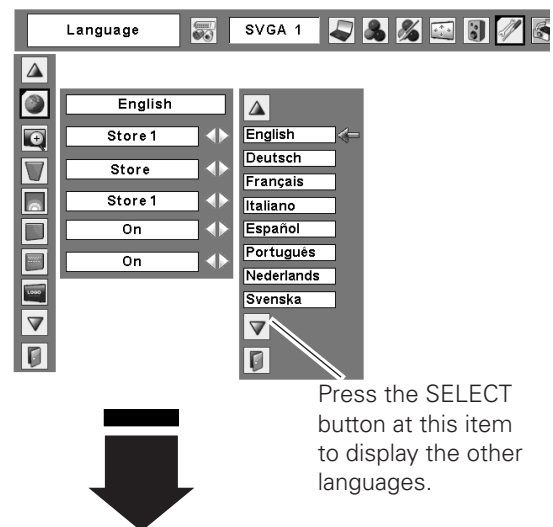 Language
SVGA 1
English
Store 1
Store
Store 1
On
On
LOGO
English
Deutsch
Français
Italiano
Español
Português
Nederlands
Svenska
Press the SELECT
button at this item
to display the other
languages.